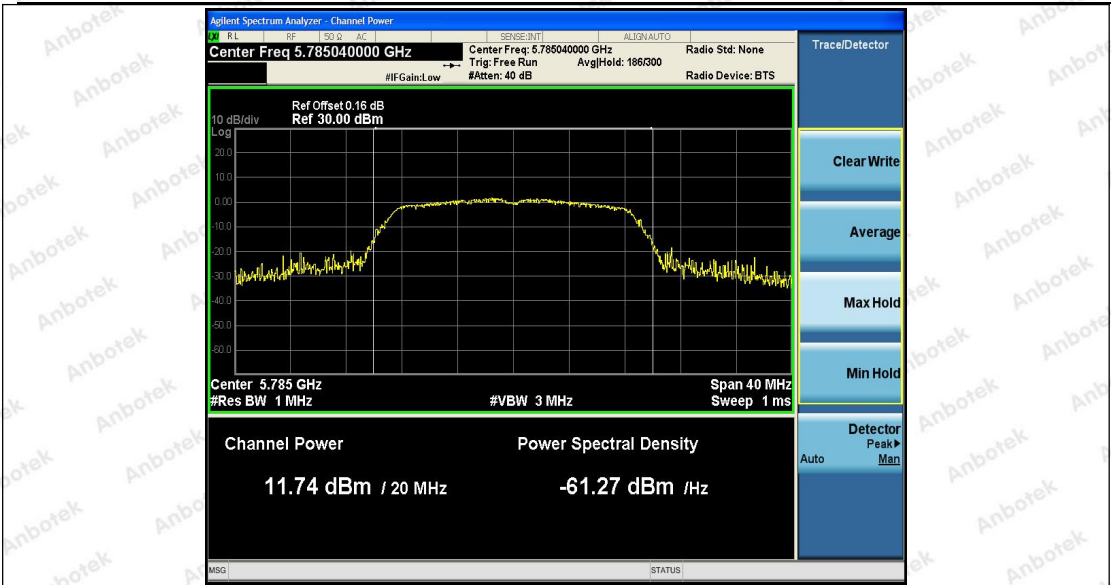 Agilent Spectrum Analyzer - Channel Power
LXI RL RF 50 Ω AC SENSE:INT ALIGNAUTO
Center Freq 5.785040000 GHz
#IFGain:Low
Center Freq: 5.785040000 GHz
Trig: Free Run Avg|Hold: 186/300
#Atten: 40 dB
Radio Std: None
Radio Device: BTS
Trace/Detector
Ref Offset 0.16 dB
10 dB/div Ref 30.00 dBm
Log
20.0
10.0
0.00
-10.0
-20.0
-30.0
-40.0
-50.0
-60.0
Center 5.785 GHz Span 40 MHz
#Res BW 1 MHz #VBW 3 MHz Sweep 1 ms
Channel Power Power Spectral Density
11.74 dBm / 20 MHz -61.27 dBm /Hz
Clear Write
Average
Max Hold
Min Hold
Detector
Peak▶
Auto Man
MSG STATUS
Anbotek